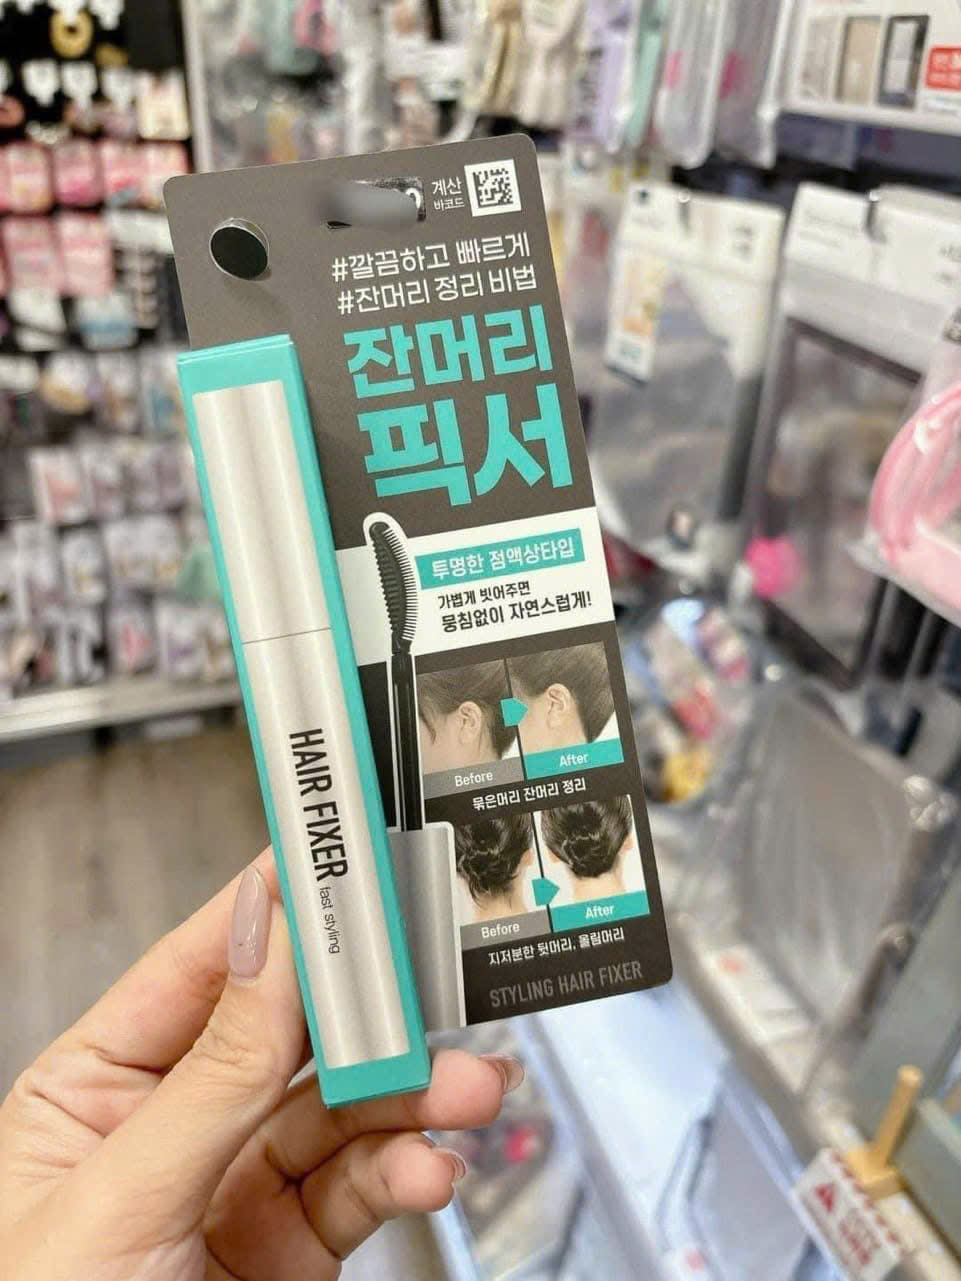 계산
바코드
#깔끔하고 빠르게
#잔머리 정리 비법
잔머리
픽서
투명한 점액상타입
가볍게 빗어주면
뭉침없이 자연스럽게!
Before
After
묶은머리 잔머리 정리
Before
After
지저분한 뒷머리, 올림머리
STYLING HAIR FIXER
HAIR FIXER
fast styling